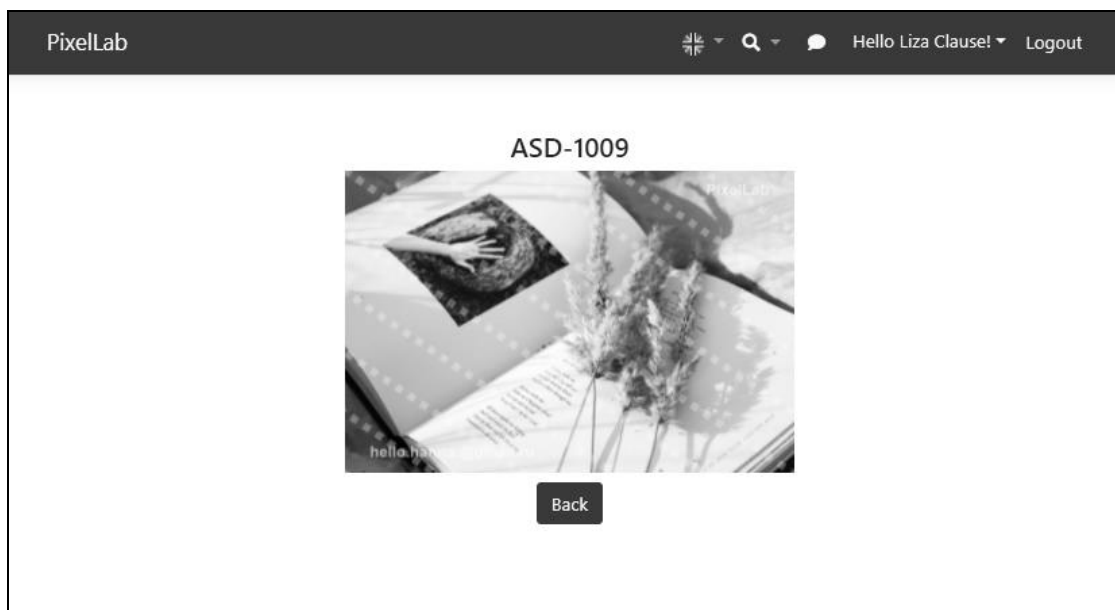 PixelLab
Hello Liza Clause!
Logout
ASD-1009
PixelLab
Back